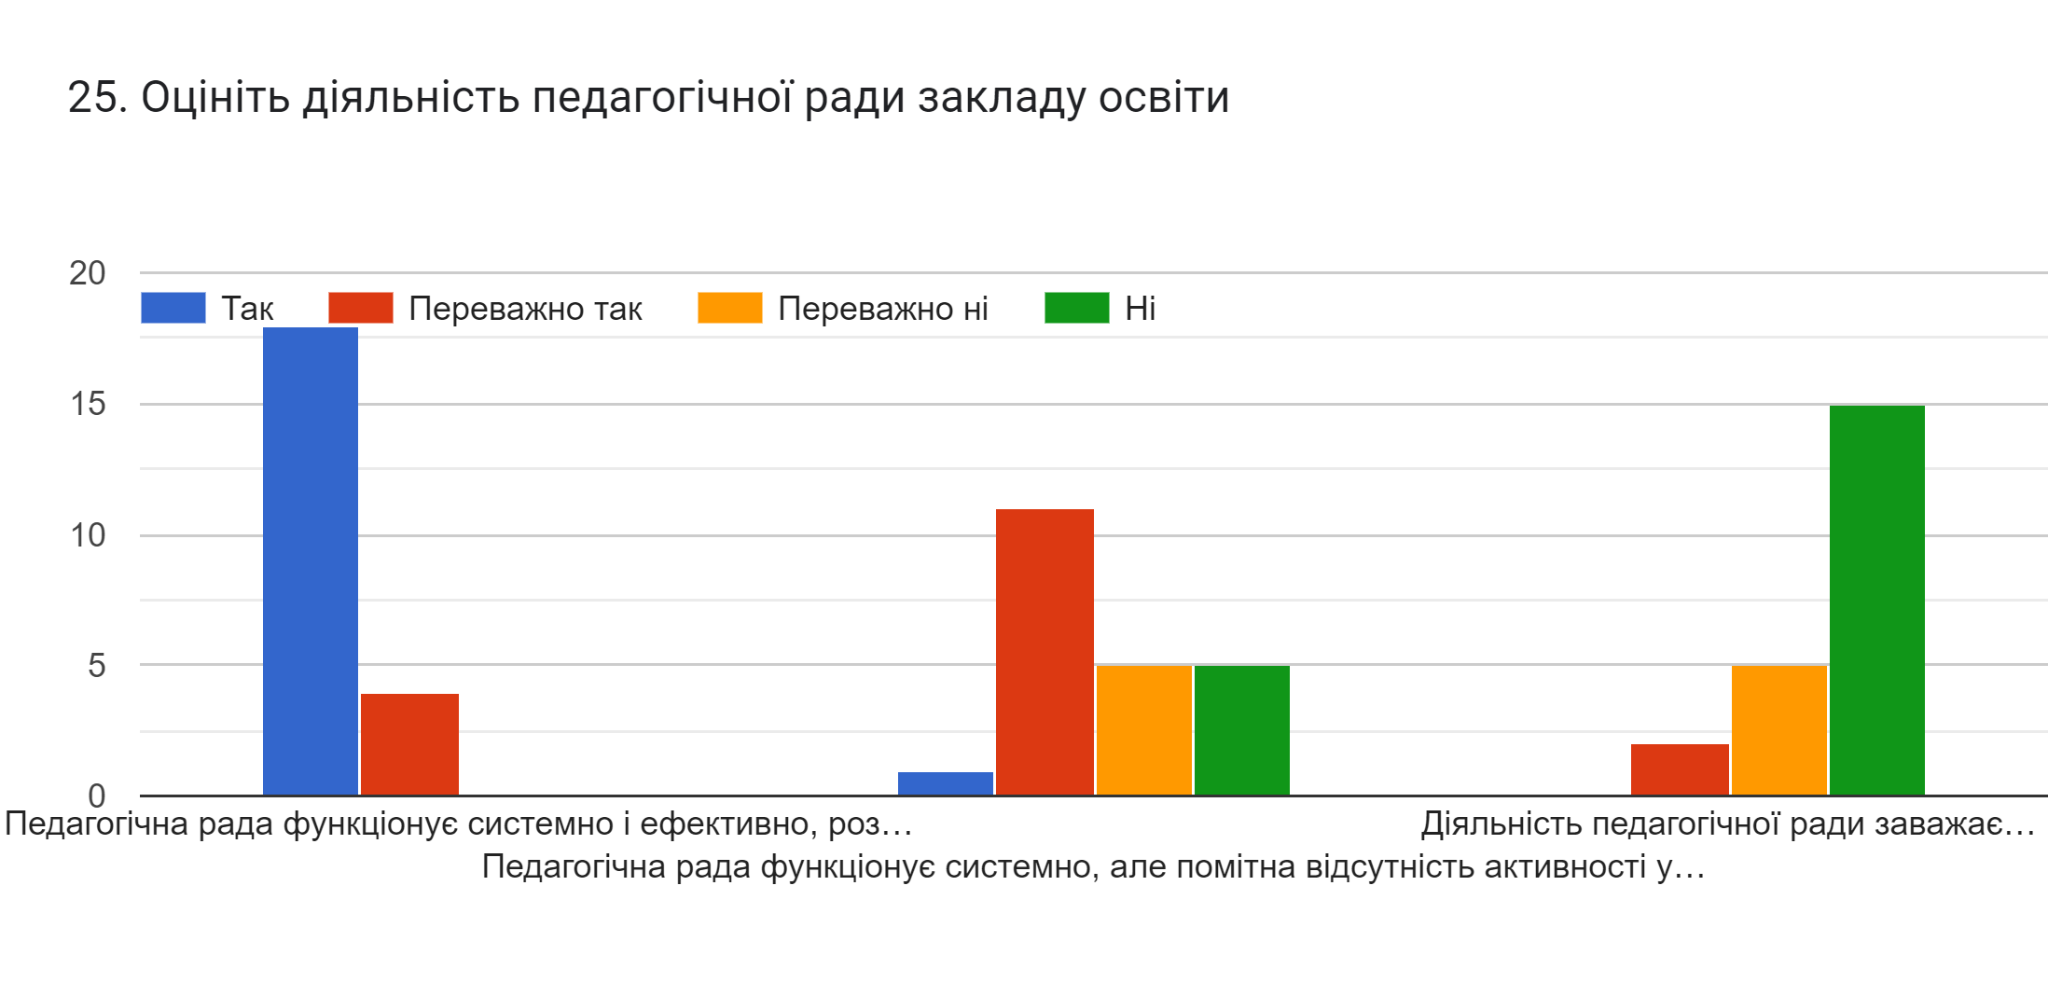 25. Оцініть діяльність педагогічної ради закладу освіти
20
Так Переважно так Переважно ні Ні
15
10
5
0
Педагогічна рада функціонує системно і ефективно, роз…
Діяльність педагогічної ради заважає…
Педагогічна рада функціонує системно, але помітна відсутність активності у…